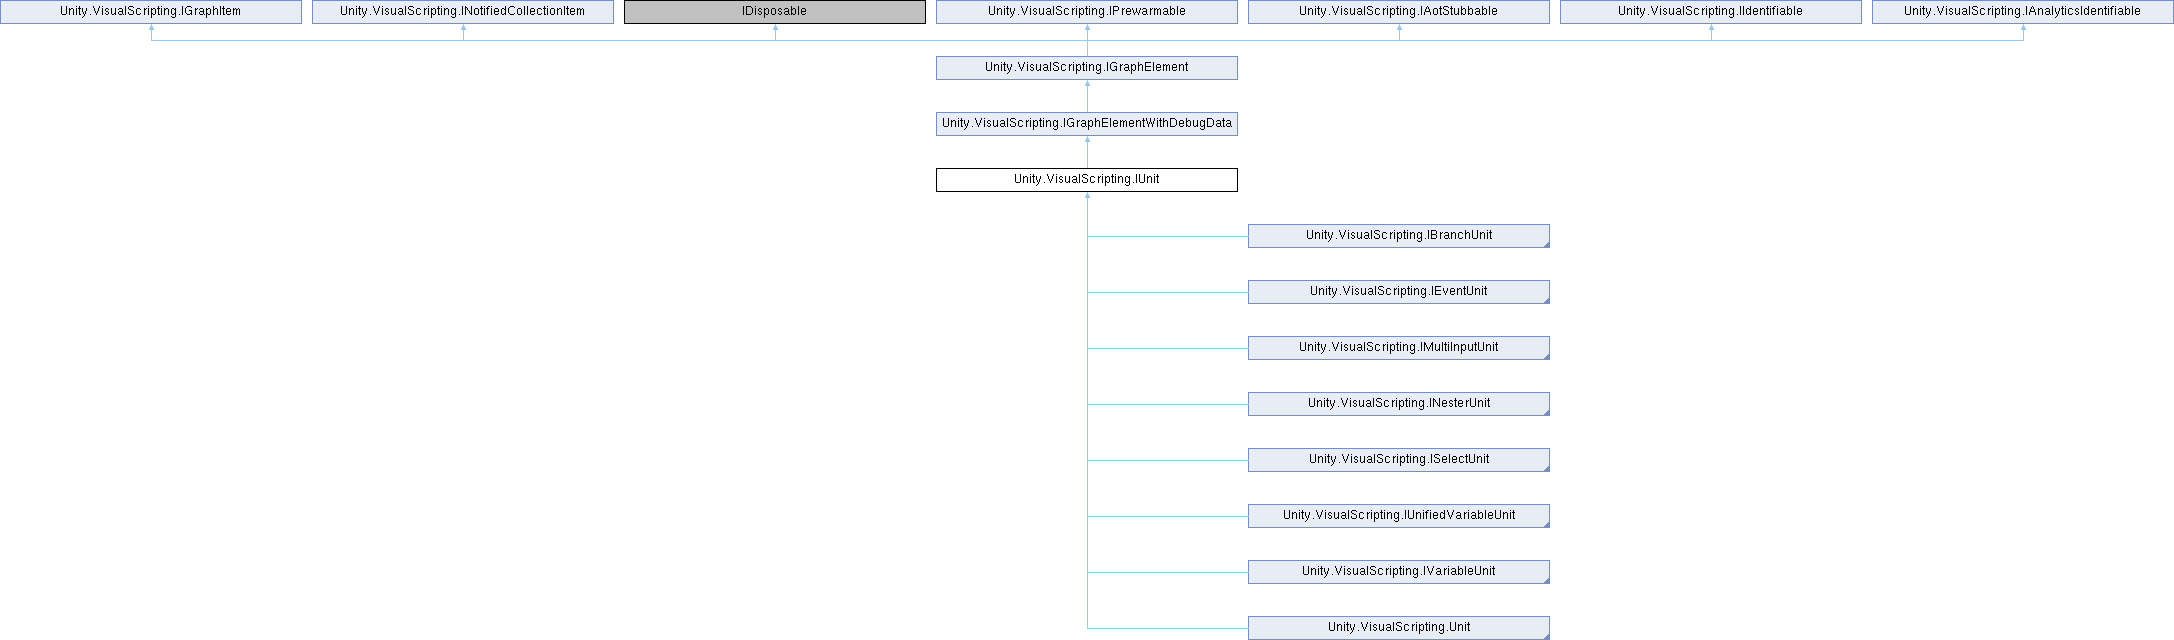 Unity.VisualScripting.IGraphItem
Unity.VisualScripting.INotifiedCollectionItem
IDisposable
Unity.VisualScripting.IPrewarmable
Unity.VisualScripting.IAotStubbable
Unity.VisualScripting.IIdentifiable
Unity.VisualScripting.IAnalyticsIdentifiable
Unity.VisualScripting.IGraphElement
Unity.VisualScripting.IGraphElementWithDebugData
Unity.VisualScripting.IUnit
Unity.VisualScripting.IBranchUnit
Unity.VisualScripting.IEventUnit
Unity.VisualScripting.IMultiInputUnit
Unity.VisualScripting.INesterUnit
Unity.VisualScripting.ISelectUnit
Unity.VisualScripting.IUnifiedVariableUnit
Unity.VisualScripting.IVariableUnit
Unity.VisualScripting.Unit